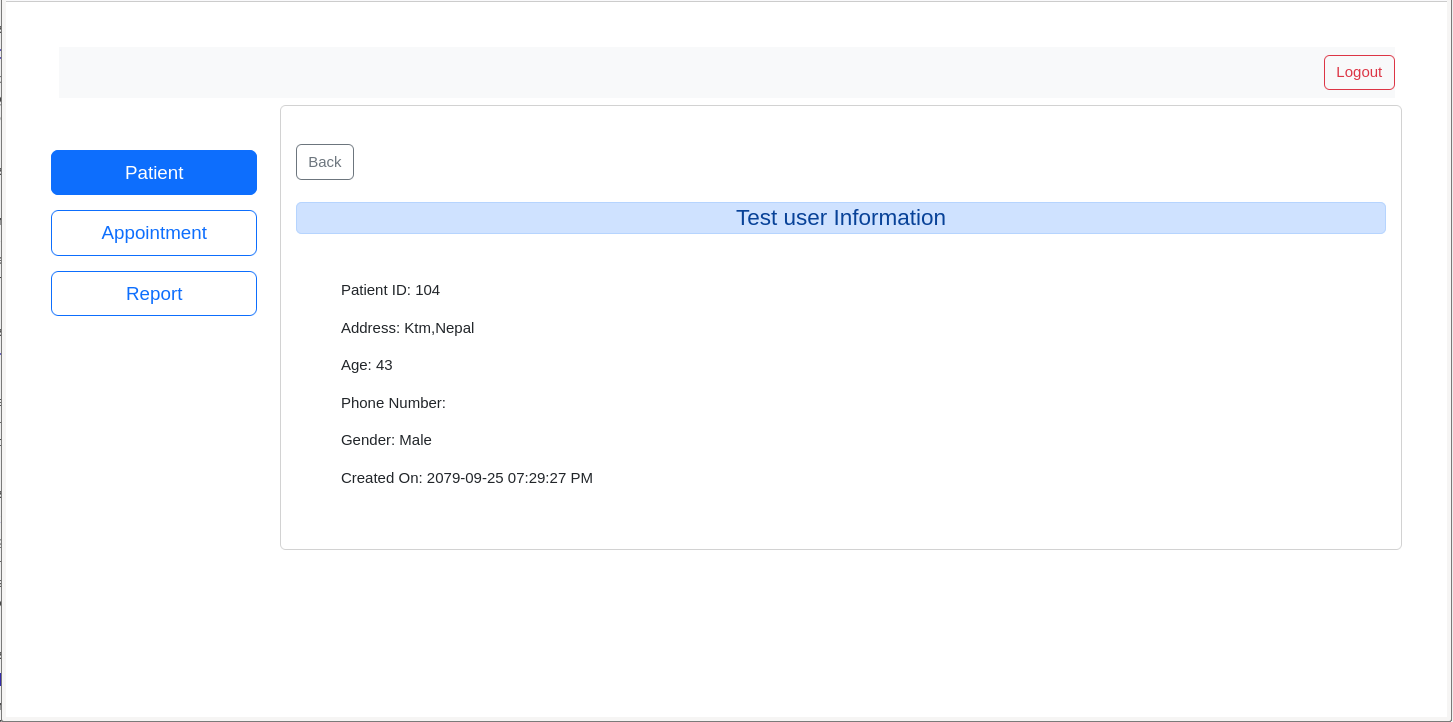 Logout
Back
Patient
Test user Information
Appointment
Report
Patient ID: 104
Address: Ktm,Nepal
Age: 43
Phone Number:
Gender: Male
Created On: 2079-09-25 07:29:27 PM